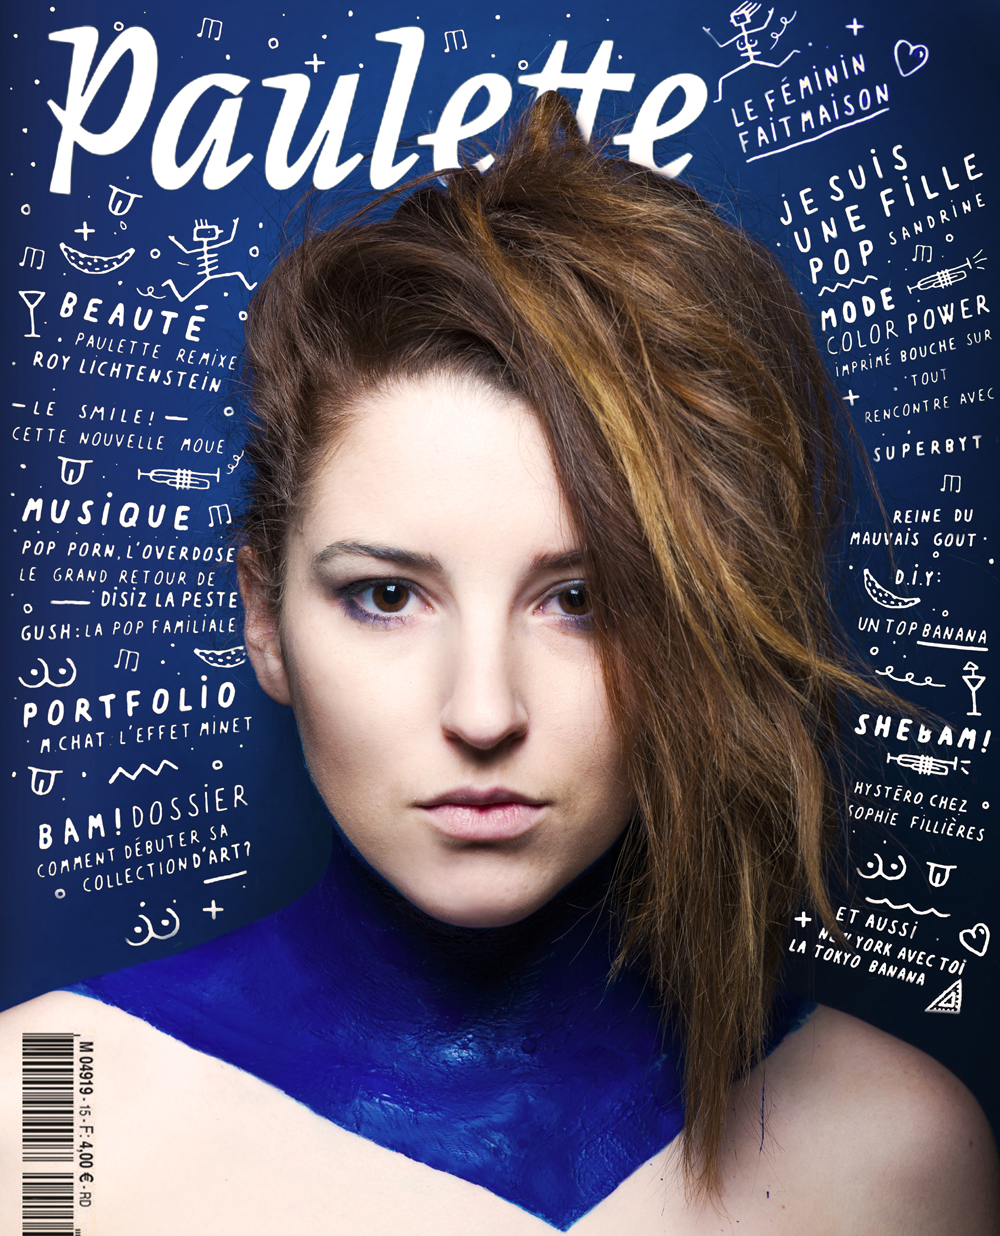 Paulette
LE FÉMININ
FAIT MAISON
JE SUIS
UNE FILLE
POP SANDRINE
MODE
COLOR POWER
IMPRIMÉ BOUCHE SUR
TOUT
RENCONTRE AVEC
SUPERBYT
REINE DU
MAUVAIS GOUT
D.I.Y:
UN TOP BANANA
SHEBAM!
HYSTÉRO CHEZ
SOPHIE FILLIÈRES
ET AUSSI
NEW YORK AVEC TOI
LA TOKYO BANANA
BEAUTÉ
PAULETTE REMIXE
ROY LICHTENSTEIN
—LE SMILE!—
CETTE NOUVELLE MOUE
MUSIQUE
POP PORN, L'OVERDOSE
LE GRAND RETOUR DE
— DISIZ LA PESTE
GUSH: LA POP FAMILIALE
PORTFOLIO
M.CHAT: L'EFFET MINET
BAM! DOSSIER
COMMENT DÉBUTER SA
COLLECTION D'ART?
M 04919 - 15 - F: 4,00 € - RD